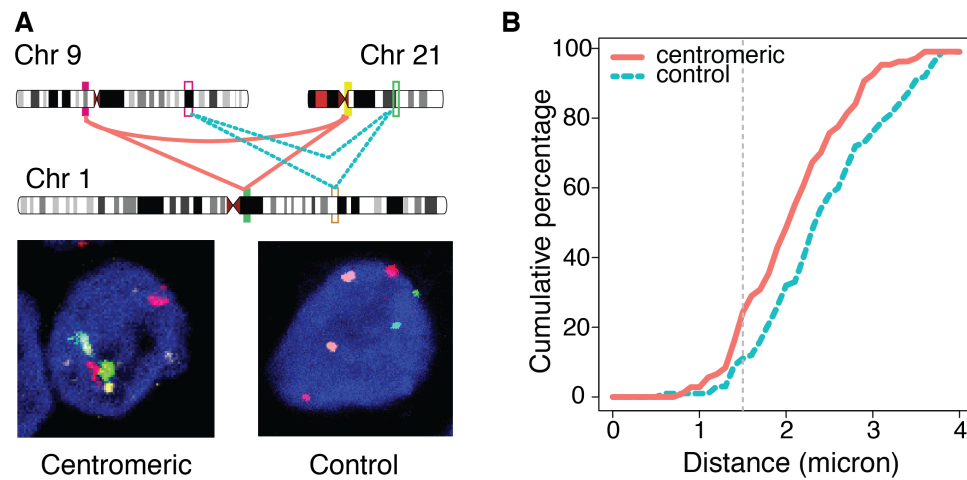 A
Chr 9
Chr 21
Chr 1
Centromeric
Control
B
Cumulative percentage
100
80
60
40
20
0
centromeric
control
0
1
2
3
4
Distance (micron)